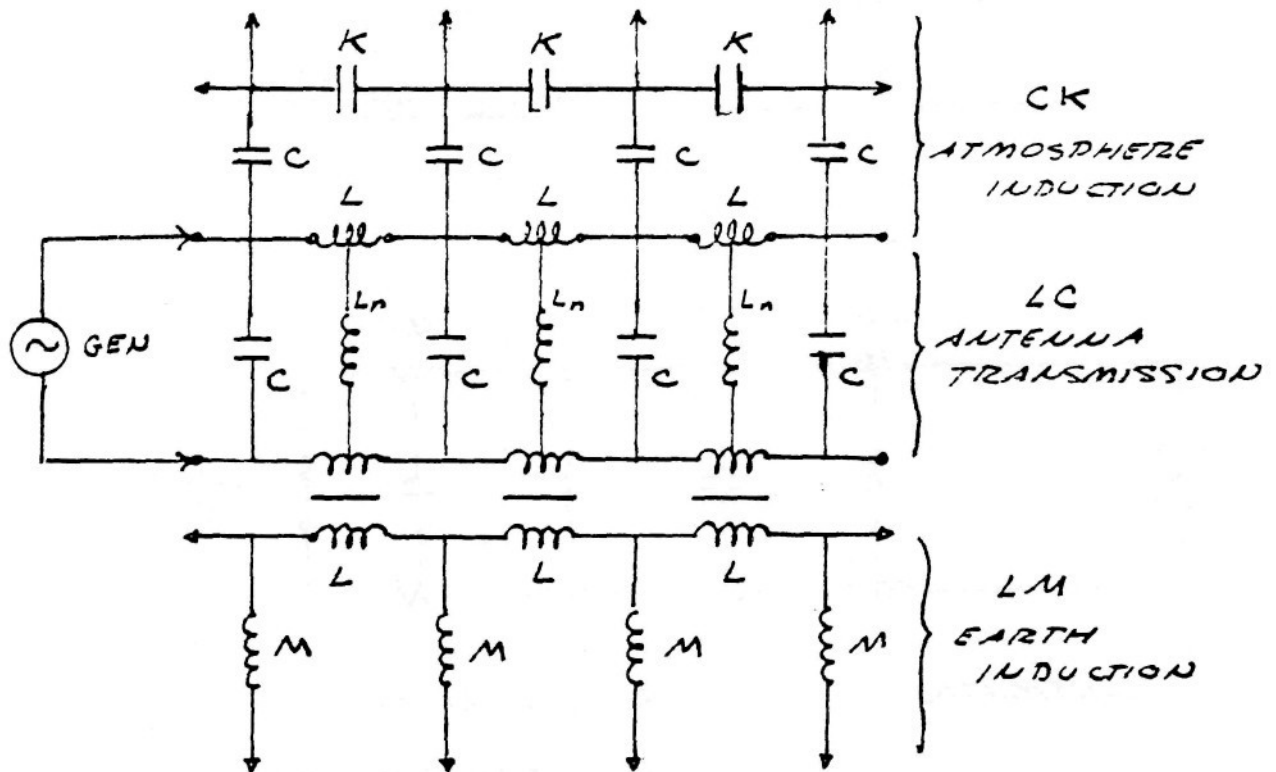 K K K
CK
ATMOSPHERE
INDUCTION
C C C C
L L L
Ln Ln Ln
LC
ANTENNA
TRANSMISSION
GEN
C C C C
L L L
LM
EARTH
INDUCTION
M M M M